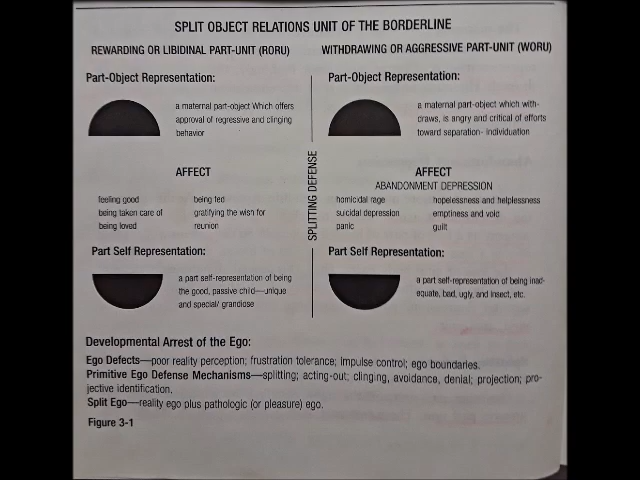 SPLIT OBJECT RELATIONS UNIT OF THE BORDERLINE
REWARDING OR LIBIDINAL PART-UNIT (RORU)
WITHDRAWING OR AGGRESSIVE PART-UNIT (WORU)
Part-Object Representation:
a maternal part-object Which offers
approval of regressive and clinging
behavior
Part-Object Representation:
a maternal part-object which with-
draws, is angry and critical of efforts
toward separation- individuation
SPLITTING DEFENSE
AFFECT
feeling good
being taken care of
being loved
being fed
gratifying the wish for
reunion
AFFECT
ABANDONMENT DEPRESSION
homicidal rage
suicidal depression
panic
hopelessness and helplessness
emptiness and void
guilt
Part Self Representation:
a part self-representation of being
the good, passive child—unique
and special/ grandiose
Part Self Representation:
a part self-representation of being inad-
equate, bad, ugly, and insect, etc.
Developmental Arrest of the Ego:
Ego Defects—poor reality perception; frustration tolerance; impulse control; ego boundaries.
Primitive Ego Defense Mechanisms—splitting; acting-out; clinging, avoidance, denial; projection; pro-
jective identification.
Split Ego—reality ego plus pathologic (or pleasure) ego.
Figure 3-1